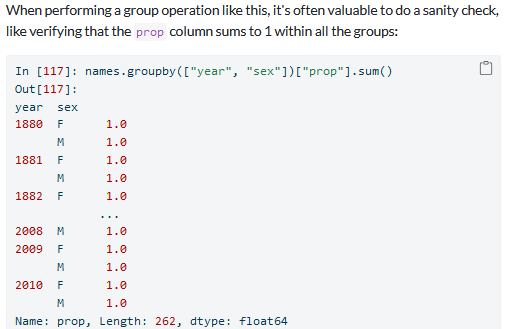 When performing a group operation like this, it's often valuable to do a sanity check,
like verifying that the prop column sums to 1 within all the groups:
In [117]: names.groupby(["year", "sex"])["prop"].sum()
Out[117]:
year  sex
1880  F      1.0
      M      1.0
1881  F      1.0
      M      1.0
1882  F      1.0
            ...
2008  M      1.0
2009  F      1.0
      M      1.0
2010  F      1.0
      M      1.0
Name: prop, Length: 262, dtype: float64